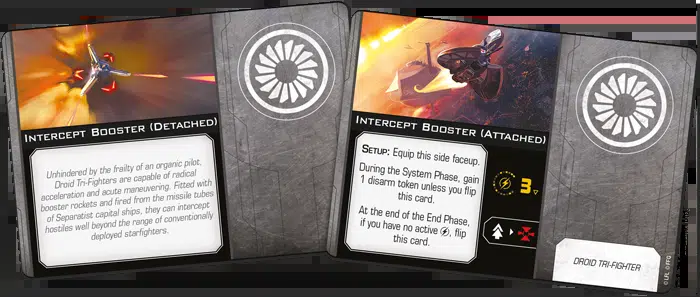 INTERCEPT BOOSTER (DETACHED)
Unhindered by the frailty of an organic pilot,
Droid Tri-Fighters are capable of radical
acceleration and acute maneuvering. Fitted with
booster rockets and fired from the missile tubes
of Separatist capital ships, they can intercept
hostiles well beyond the range of conventionally
deployed starfighters.
INTERCEPT BOOSTER (ATTACHED)
SETUP: Equip this side faceup.
During the System Phase, gain
1 disarm token unless you flip
this card.
At the end of the End Phase,
if you have no active , flip
this card.
3
DROID TRI-FIGHTER
© LFL © FFG